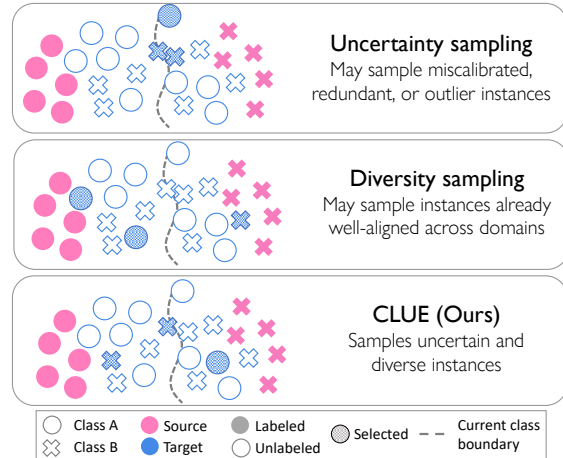 Uncertainty sampling
May sample miscalibrated,
redundant, or outlier instances
Diversity sampling
May sample instances already
well-aligned across domains
CLUE (Ours)
Samples uncertain and
diverse instances
Class A Source Labeled Selected Current class
Class B Target Unlabeled boundary